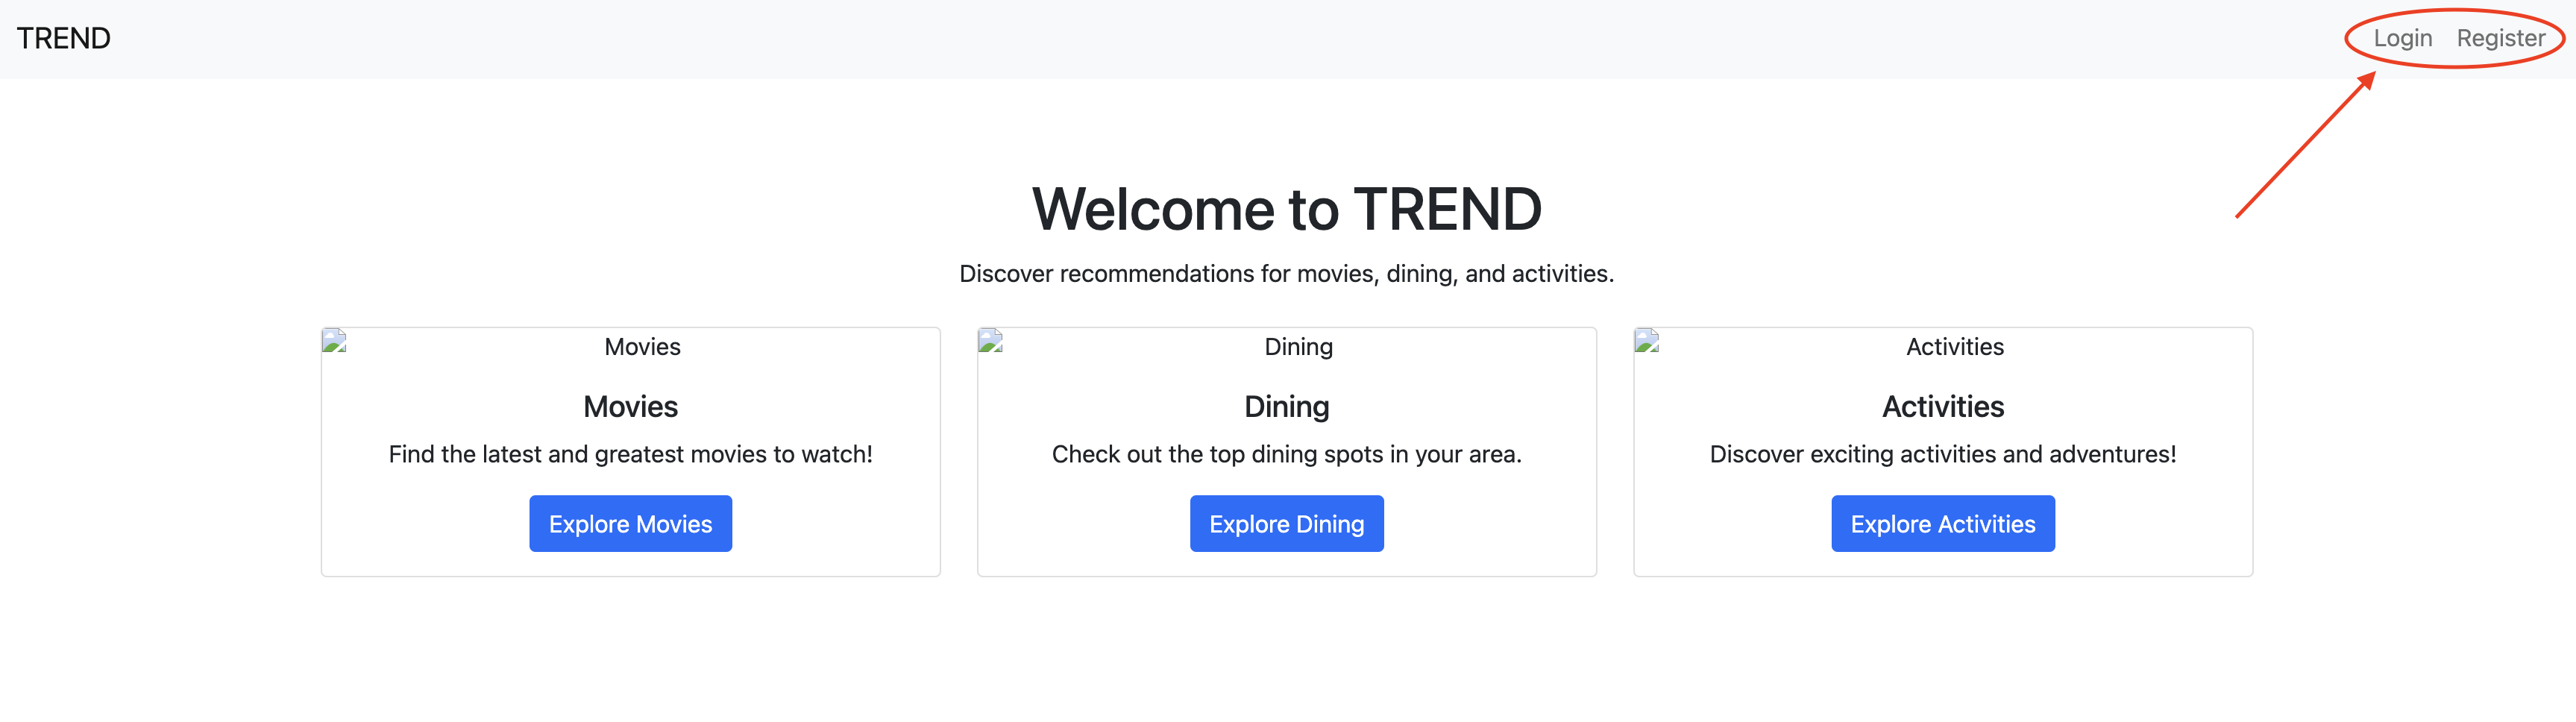 TREND
Login Register
Welcome to TREND
Discover recommendations for movies, dining, and activities.
Movies
Movies
Find the latest and greatest movies to watch!
Explore Movies
Dining
Dining
Check out the top dining spots in your area.
Explore Dining
Activities
Activities
Discover exciting activities and adventures!
Explore Activities